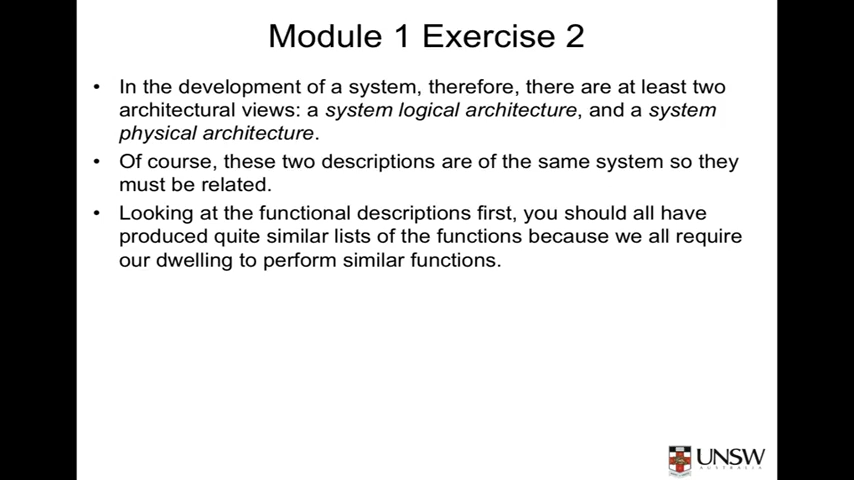 Module 1 Exercise 2
• In the development of a system, therefore, there are at least two
architectural views: a system logical architecture, and a system
physical architecture.
• Of course, these two descriptions are of the same system so they
must be related.
• Looking at the functional descriptions first, you should all have
produced quite similar lists of the functions because we all require
our dwelling to perform similar functions.
UNSW
AUSTRALIA